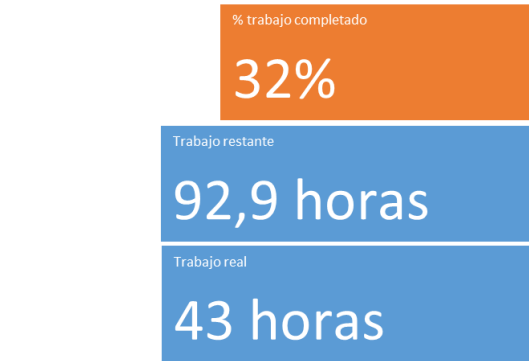 % trabajo completado
32%
Trabajo restante
92,9 horas
Trabajo real
43 horas